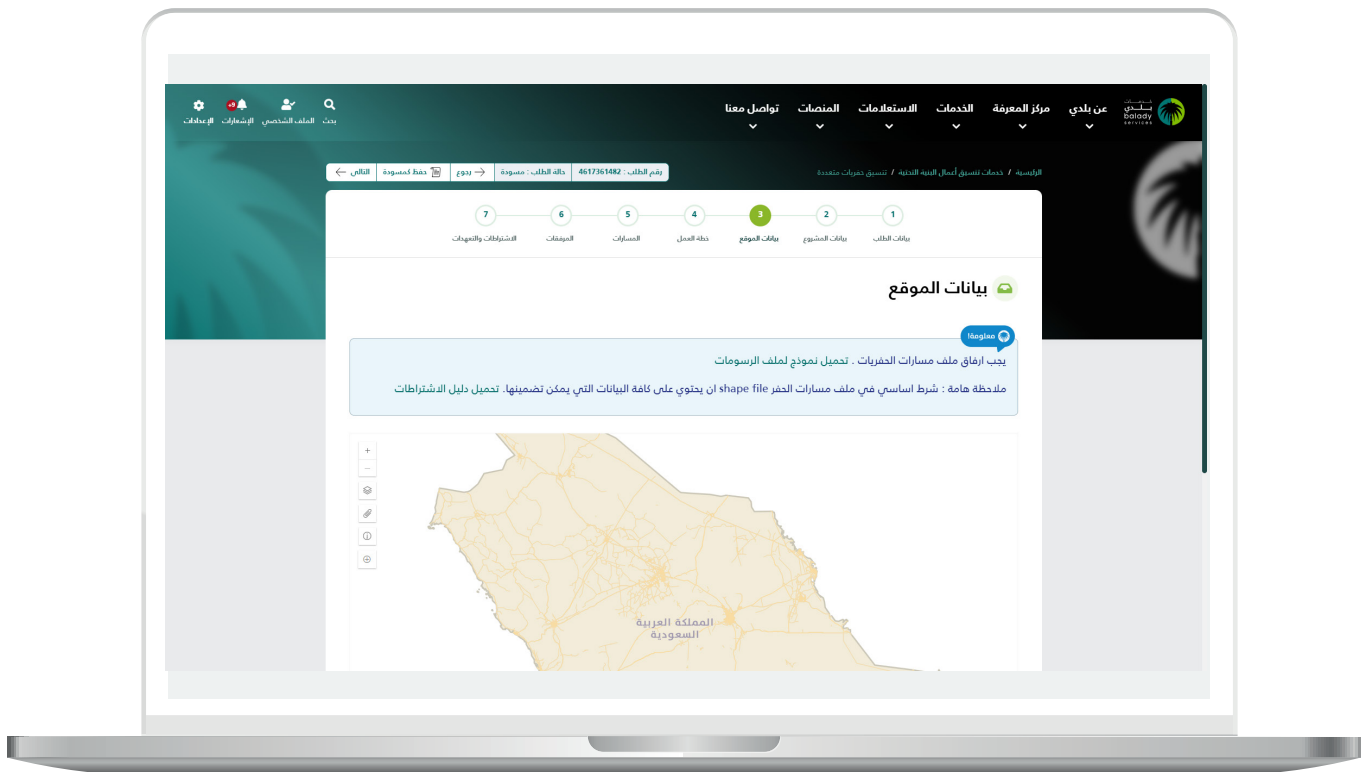 خدمـــات
بـلــدي
balady
services
عن بلدي
مركز المعرفة
الخدمات
الاستعلامات
المنصات
تواصل معنا
بحث
الملف الشخصي
9+
الإشعارات
الإعدادات
الرئيسية / خدمات تنسيق أعمال البنية التحتية / تنسيق حفريات متعددة
رقم الطلب : 4617361482
حالة الطلب : مسودة
رجوع
حفظ كمسودة
التالي
1
2
3
4
5
6
7
بيانات الطلب
بيانات المشروع
بيانات الموقع
خطة العمل
المسارات
الموفقات
الاشتراطات والتعهدات
بيانات الموقع
معلومة!
يجب ارفاق ملف مسارات الحفريات . تحميل نموذج لملف الرسومات
ملاحظة هامة : شرط اساسي في ملف مسارات الحفر shape file ان يحتوي على كافة البيانات التي يمكن تضمينها. تحميل دليل الاشتراطات
المملكة العربية
السعودية